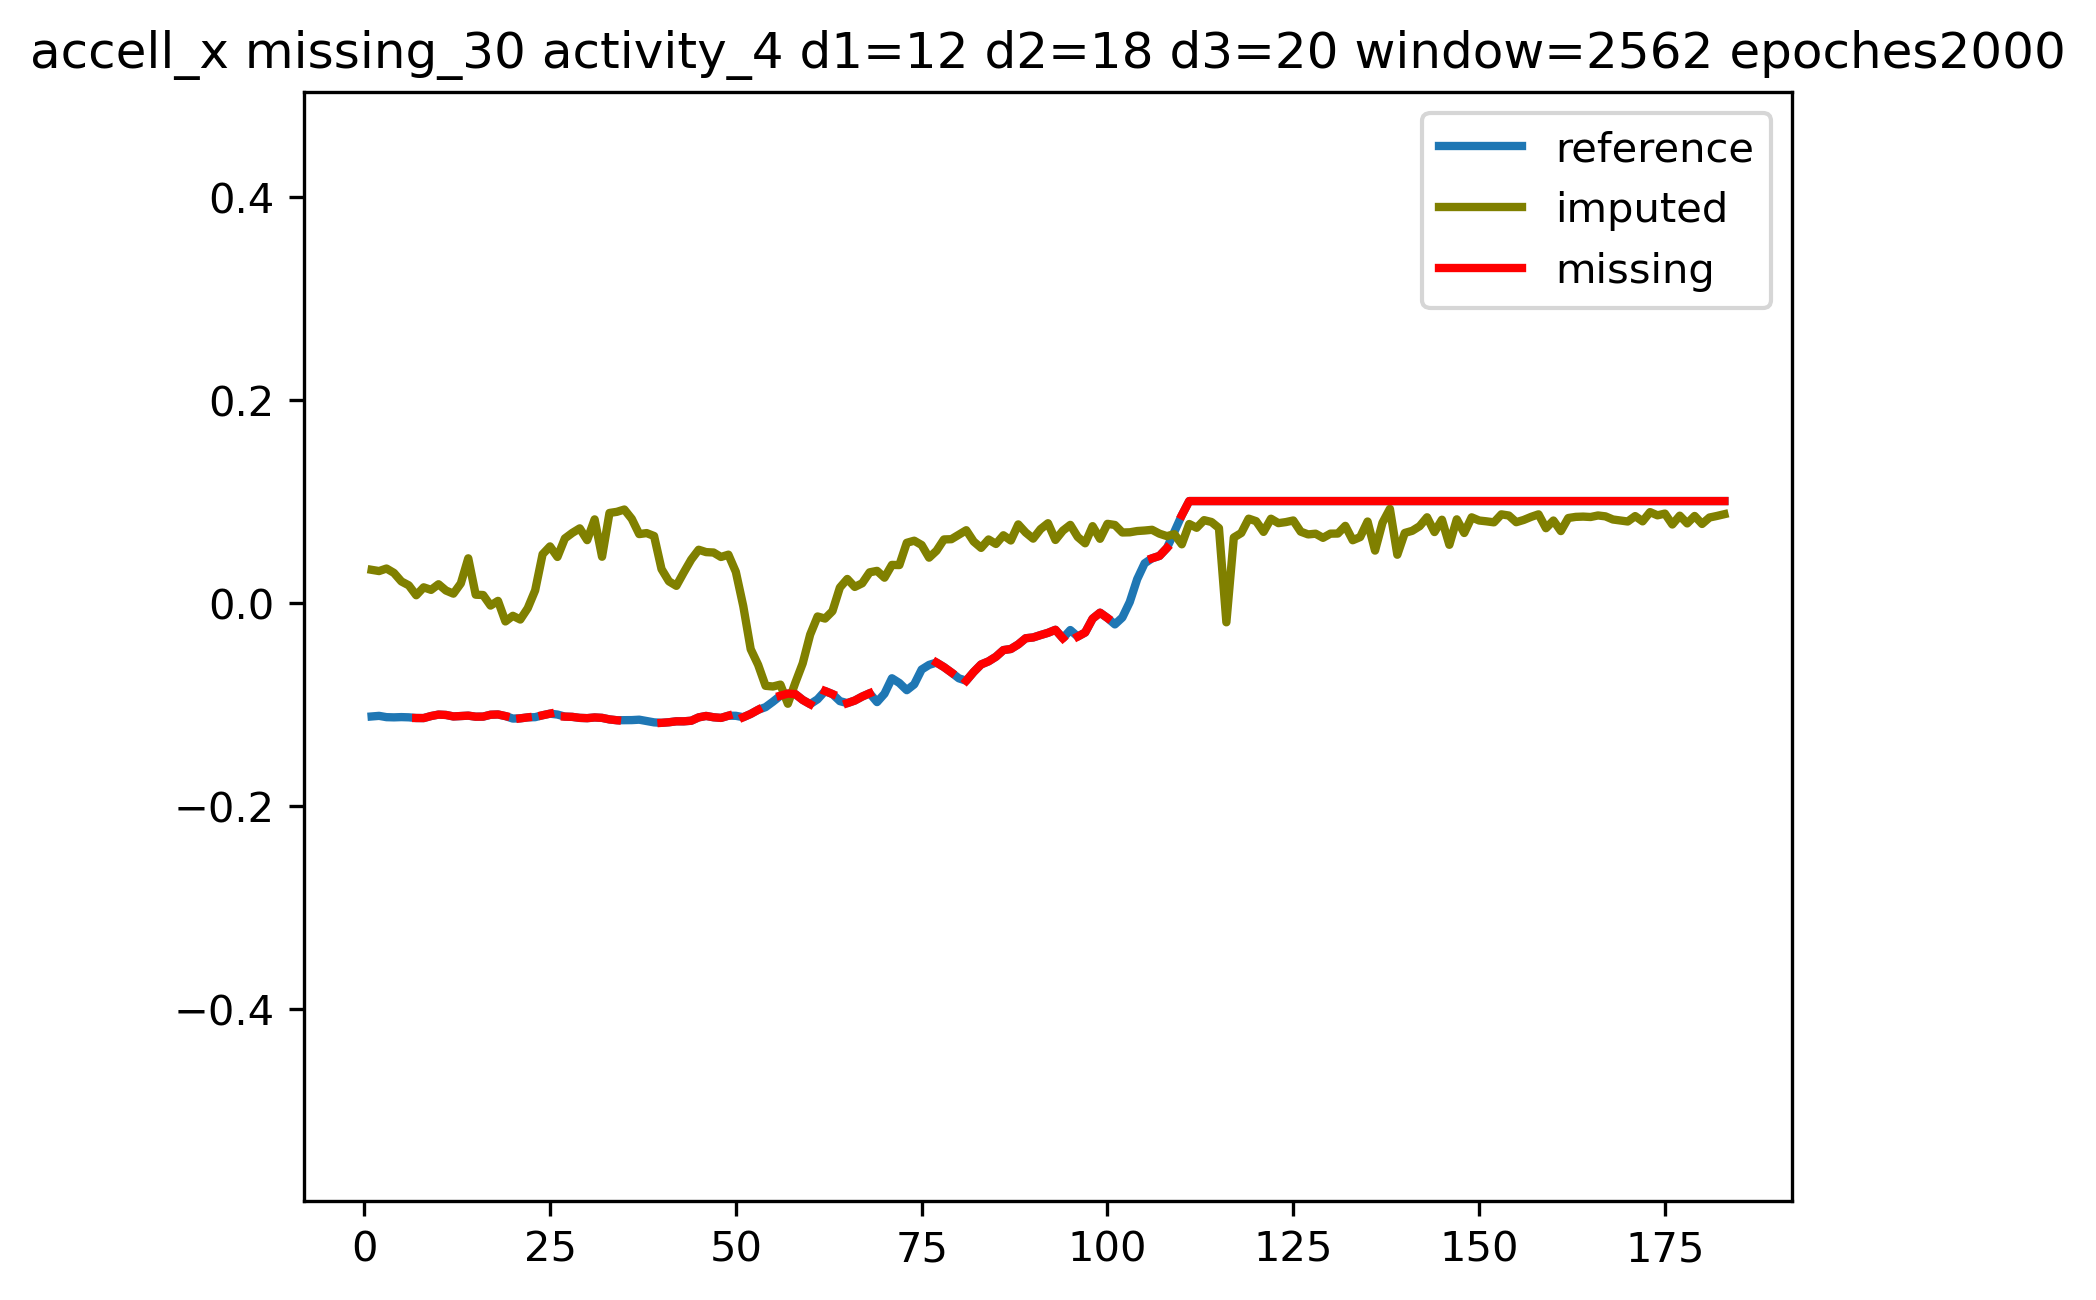 accell_x missing_30 activity_4 d1=12 d2=18 d3=20 window=2562 epoches2000
reference
imputed
missing
0.4
0.2
0.0
−0.2
−0.4
0 25 50 75 100 125 150 175